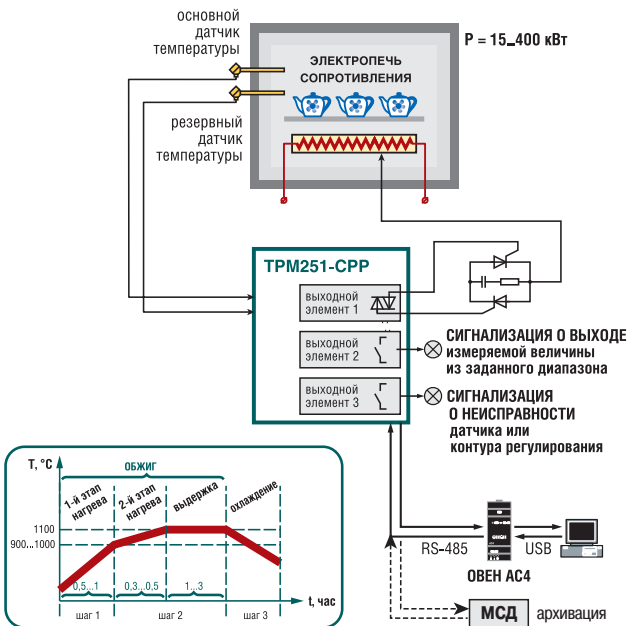 основной
датчик
температуры
P = 15...400 кВт
ЭЛЕКТРОПЕЧЬ
СОПРОТИВЛЕНИЯ
резервный
датчик
температуры
ТРМ251-СРР
выходной
элемент 1
выходной
элемент 2
СИГНАЛИЗАЦИЯ О ВЫХОДЕ
измеряемой величины
из заданного диапазона
выходной
элемент 3
СИГНАЛИЗАЦИЯ
О НЕИСПРАВНОСТИ
датчика или
контура регулирования
T, °C
ОБЖИГ
1-й этап
нагрева
2-й этап
нагрева
выдержка
охлаждение
1100
900...1000
0,5...1
0,3...0,5
1...3
t, час
шаг 1
шаг 2
шаг 3
RS-485
USB
ОВЕН АС4
МСД
архивация